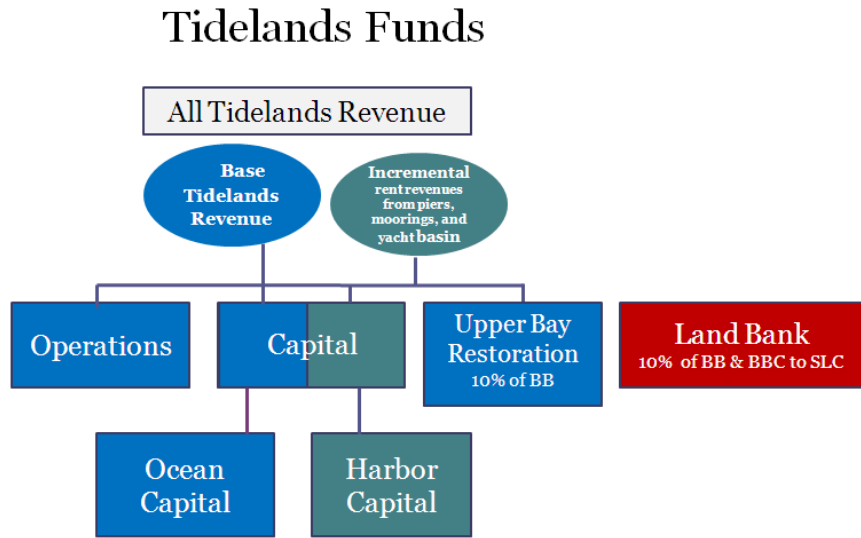 Tidelands Funds
All Tidelands Revenue
Base
Tidelands
Revenue
Incremental
rent revenues
from piers,
moorings, and
yacht basin
Operations
Capital
Upper Bay
Restoration
10% of BB
Land Bank
10% of BB & BBC to SLC
Ocean
Capital
Harbor
Capital